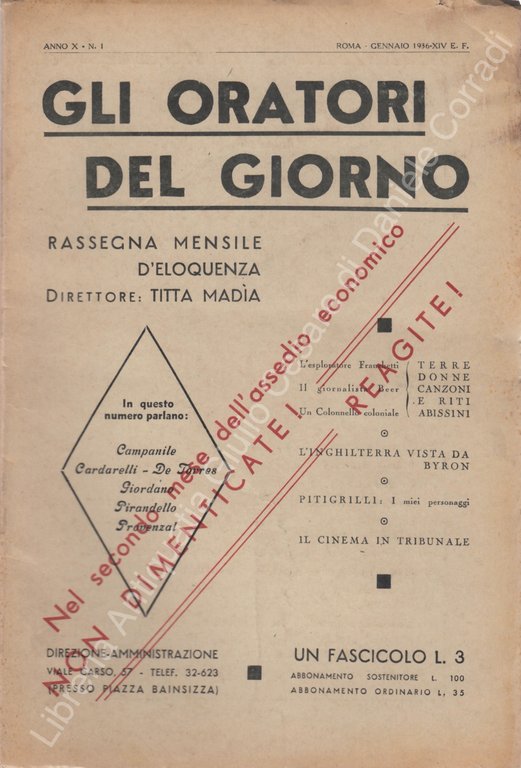 ANNO X - N. 1
ROMA - GENNAIO 1936-XIV E. F.
GLI ORATORI
DEL GIORNO
RASSEGNA MENSILE
D'ELOQUENZA
DIRETTORE: TITTA MADÌA
Nel secondo mese dell'assedio economico
NON DIMENTICATE! REAGITE!
In questo
numero parlano:
Campanile
Cardarelli - De Torres
Giordano
Pirandello
Provenzal
L'esploratore Franchetti
Il giornalista Beer
Un Colonnello coloniale
TERRE
DONNE
CANZONI
E RITI
ABISSINI
L'INGHILTERRA VISTA DA
BYRON
PITIGRILLI: I miei personaggi
IL CINEMA IN TRIBUNALE
DIREZIONE-AMMINISTRAZIONE
VIALE CARSO, 57 - TELEF. 32-623
(PRESSO PIAZZA BAINSIZZA)
UN FASCICOLO L. 3
ABBONAMENTO SOSTENITORE L. 100
ABBONAMENTO ORDINARIO L. 35